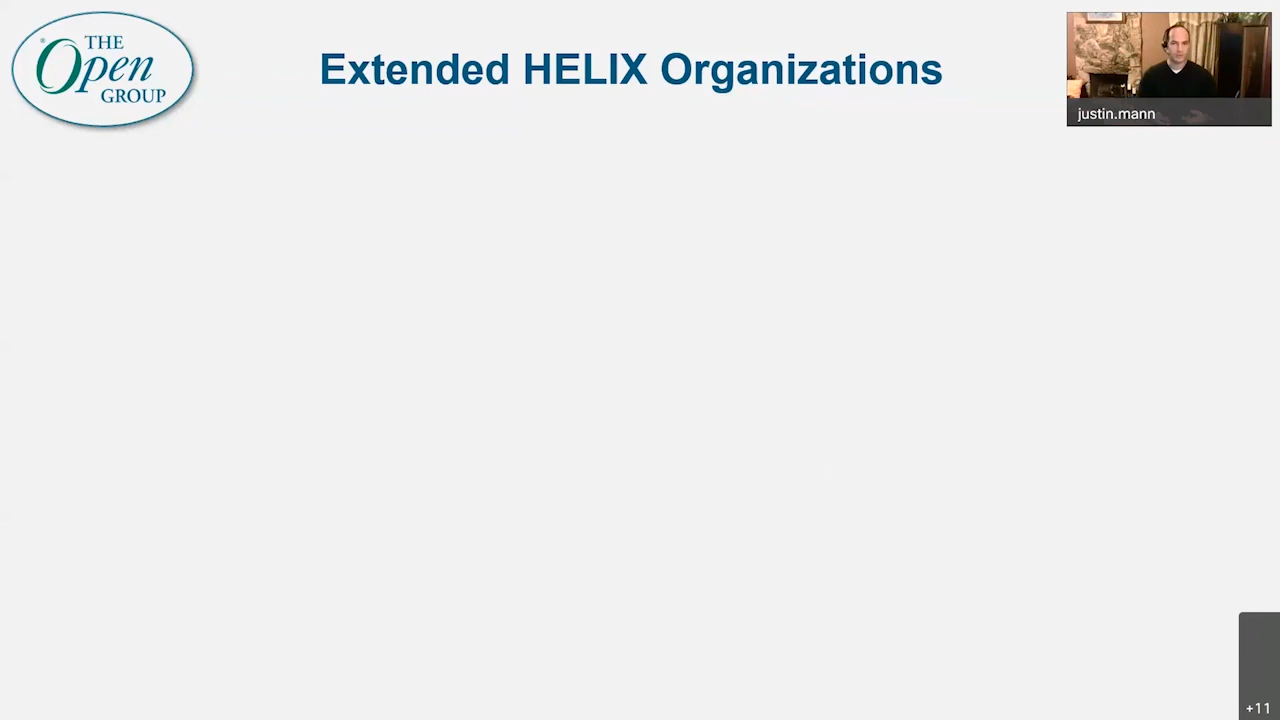 THE
Open
GROUP
®
Extended HELIX Organizations
justin.mann
+11